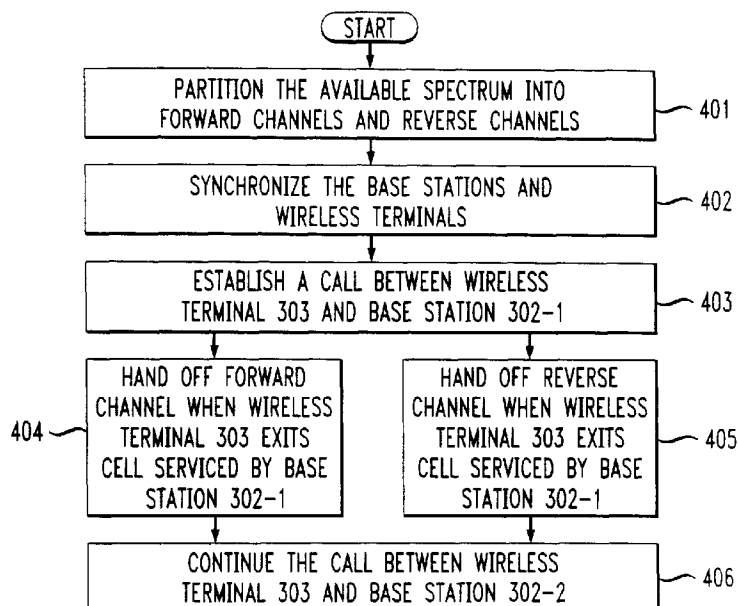 START
PARTITION THE AVAILABLE SPECTRUM INTO
FORWARD CHANNELS AND REVERSE CHANNELS
401
SYNCHRONIZE THE BASE STATIONS AND
WIRELESS TERMINALS
402
ESTABLISH A CALL BETWEEN WIRELESS
TERMINAL 303 AND BASE STATION 302-1
403
HAND OFF FORWARD
CHANNEL WHEN WIRELESS
TERMINAL 303 EXITS
CELL SERVICED BY BASE
STATION 302-1
404
HAND OFF REVERSE
CHANNEL WHEN WIRELESS
TERMINAL 303 EXITS
CELL SERVICED BY BASE
STATION 302-1
405
CONTINUE THE CALL BETWEEN WIRELESS
TERMINAL 303 AND BASE STATION 302-2
406